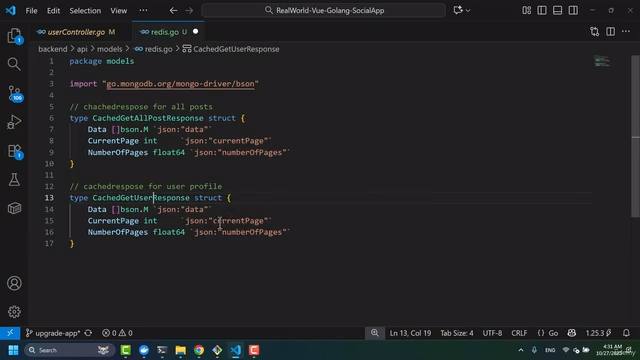 File Edit Selection ···
RealWorld-Vue-Golang-SocialApp
userController.go M
redis.go U
backend > api > models > redis.go > CachedGetUserResponse
1 package models
2
3 import "go.mongodb.org/mongo-driver/bson"
4
5 // chachedrespose for all posts
6 type CachedGetAllPostResponse struct {
7 Data []bson.M `json:"data"`
8 CurrentPage int `json:"currentPage"`
9 NumberOfPages float64 `json:"numberOfPages"`
10 }
11
12 // cachedrespose for user profile
13 type CachedGetUserResponse struct {
14 Data []bson.M `json:"data"`
15 CurrentPage int `json:"currentPage"`
16 NumberOfPages float64 `json:"numberOfPages"`
17 }
106
upgrade-app* 0 0 Ln 13, Col 19 Tab Size: 4 UTF-8 CRLF Go 1.25.3
Search
4:31 AM